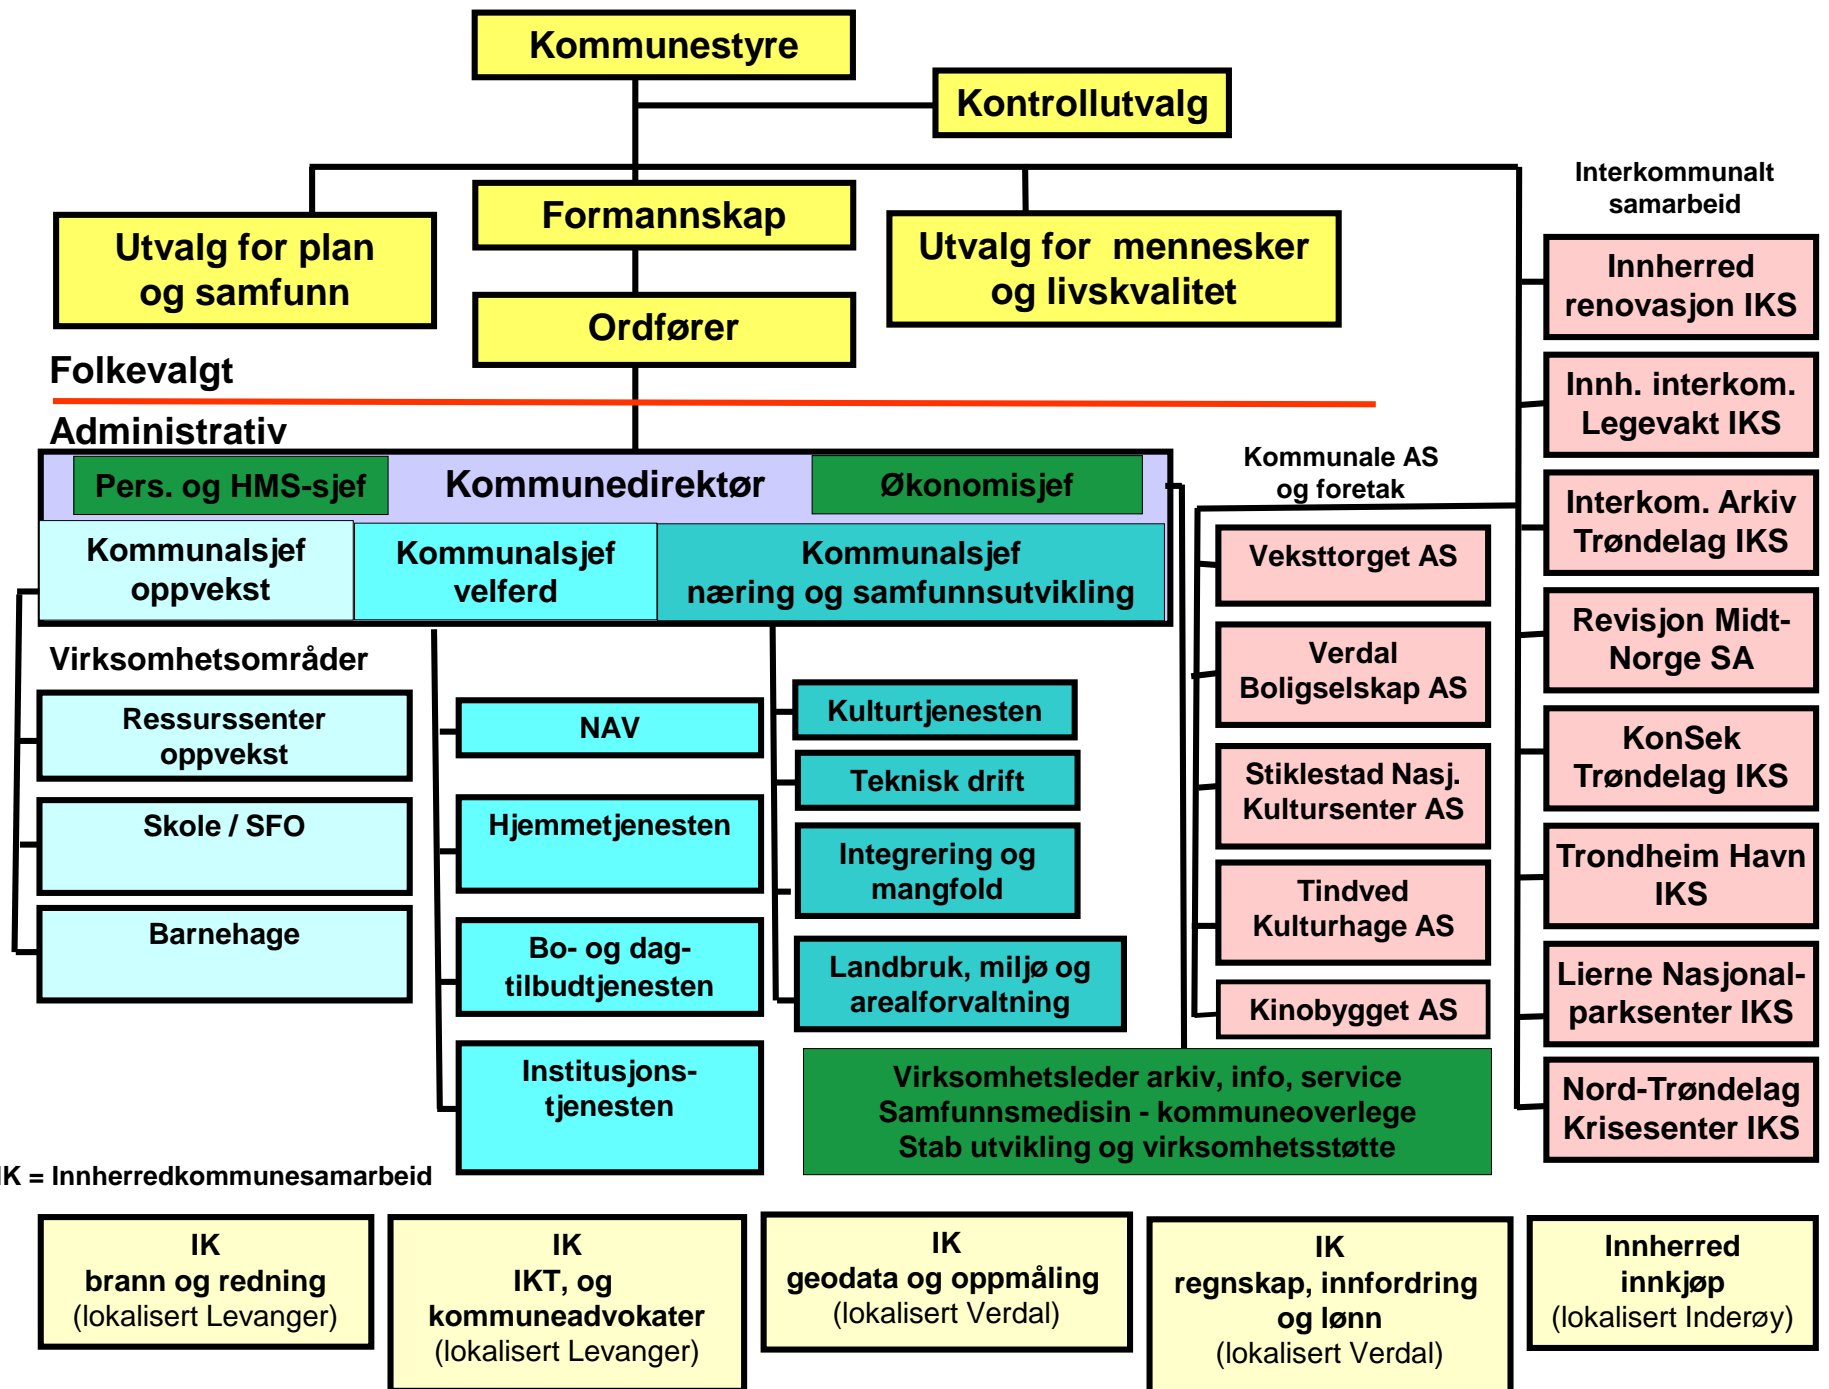 Kommunestyre
Kontrollutvalg
Formannskap
Utvalg for plan
og samfunn
Utvalg for  mennesker
og livskvalitet
Ordfører
Folkevalgt
Administrativ
Pers. og HMS-sjef
Kommunedirektør
Økonomisjef
Kommunalsjef
oppvekst
Kommunalsjef
velferd
Kommunalsjef
næring og samfunnsutvikling
Virksomhetsområder
Ressurssenter
oppvekst
Skole / SFO
Barnehage
NAV
Hjemmetjenesten
Bo- og dag-
tilbudtjenesten
Institusjons-
tjenesten
Kulturtjenesten
Teknisk drift
Integrering og
mangfold
Landbruk, miljø og
arealforvaltning
Kommunale AS
og foretak
Veksttorget AS
Verdal
Boligselskap AS
Stiklestad Nasj.
Kultursenter AS
Tindved
Kulturhage AS
Kinobygget AS
Interkommunalt
samarbeid
Innherred
renovasjon IKS
Innh. interkom.
Legevakt IKS
Interkom. Arkiv
Trøndelag IKS
Revisjon Midt-
Norge SA
KonSek
Trøndelag IKS
Trondheim Havn
IKS
Lierne Nasjonal-
parksenter IKS
Nord-Trøndelag
Krisesenter IKS
Virksomhetsleder arkiv, info, service
Samfunnsmedisin - kommuneoverlege
Stab utvikling og virksomhetsstøtte
IK = Innherredkommunesamarbeid
IK
brann og redning
(lokalisert Levanger)
IK
IKT, og
kommuneadvokater
(lokalisert Levanger)
IK
geodata og oppmåling
(lokalisert Verdal)
IK
regnskap, innfordring
og lønn
(lokalisert Verdal)
Innherred
innkjøp
(lokalisert Inderøy)